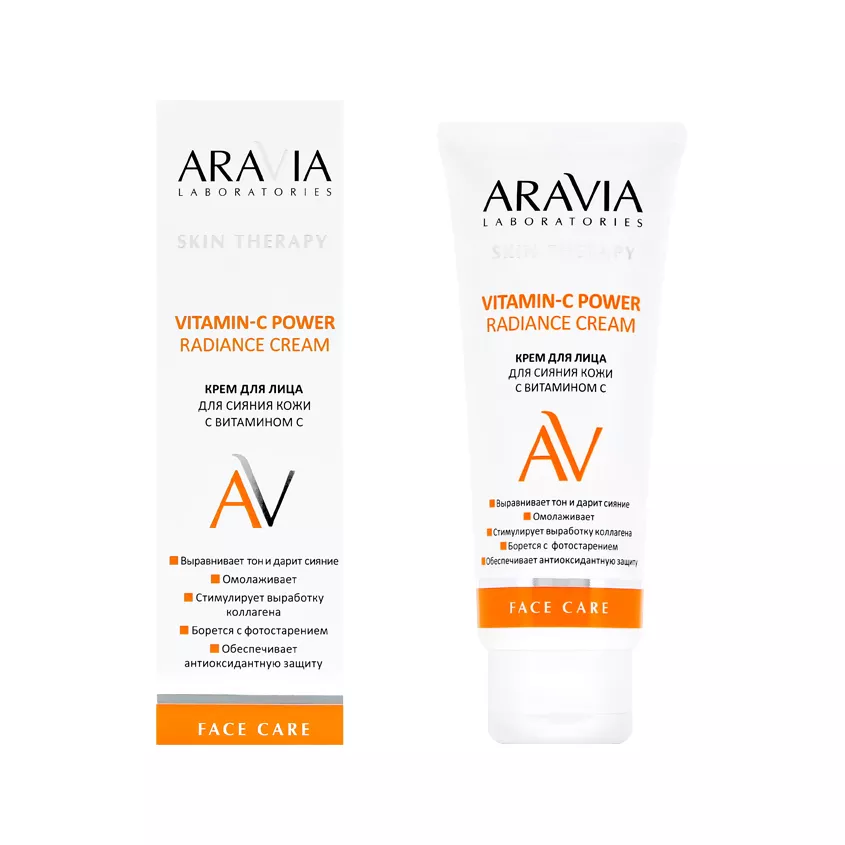 ARAVIA
LABORATORIES
SKIN THERAPY
VITAMIN-C POWER
RADIANCE CREAM
КРЕМ ДЛЯ ЛИЦА
ДЛЯ СИЯНИЯ КОЖИ
С ВИТАМИНОМ С
AV
Выравнивает тон и дарит сияние
Омолаживает
Стимулирует выработку
коллагена
Борется с фотостарением
Обеспечивает
антиоксидантную защиту
FACE CARE
ARAVIA
LABORATORIES
SKIN THERAPY
VITAMIN-C POWER
RADIANCE CREAM
КРЕМ ДЛЯ ЛИЦА
ДЛЯ СИЯНИЯ КОЖИ
С ВИТАМИНОМ С
AV
Выравнивает тон и дарит сияние
Омолаживает
Стимулирует выработку коллагена
Борется с фотостарением
Обеспечивает антиоксидантную защиту
FACE CARE